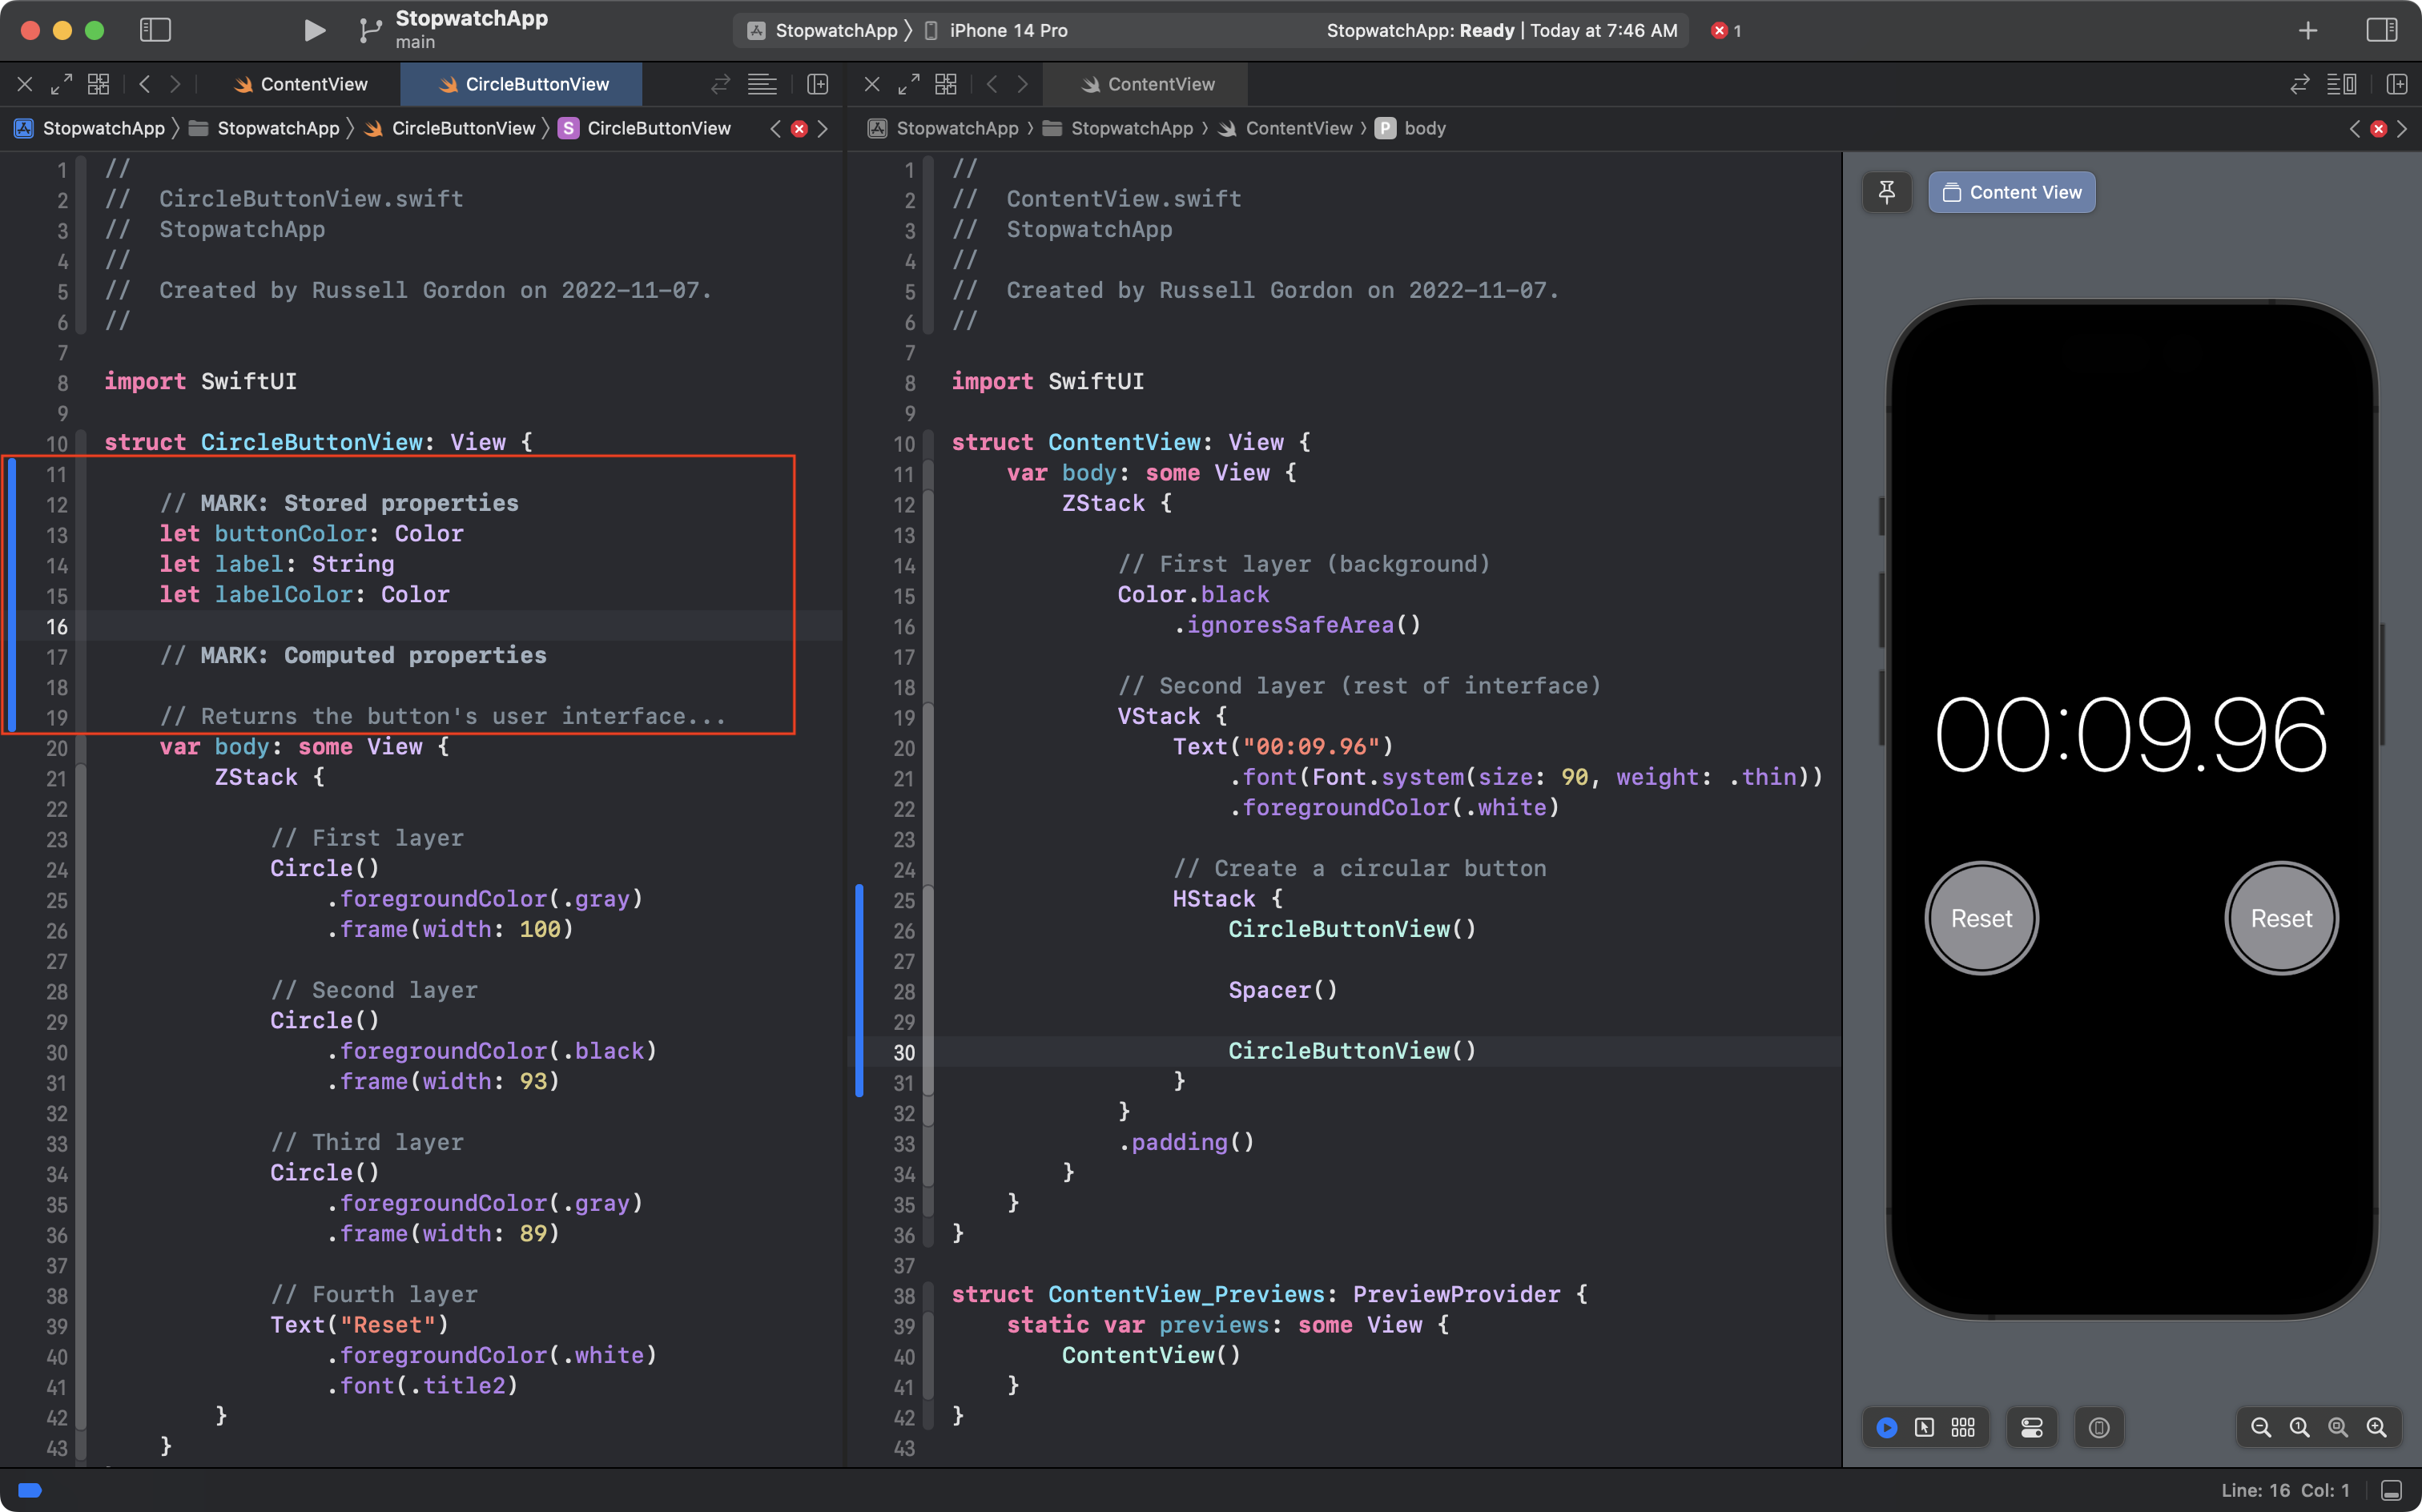 StopwatchApp
main
StopwatchApp 〉 iPhone 14 Pro
StopwatchApp: Ready | Today at 7:46 AM
1
ContentView
CircleButtonView
StopwatchApp 〉 StopwatchApp 〉 CircleButtonView 〉 S CircleButtonView
1 //
2 //  CircleButtonView.swift
3 //  StopwatchApp
4 //
5 //  Created by Russell Gordon on 2022-11-07.
6 //
7
8 import SwiftUI
9
10 struct CircleButtonView: View {
11
12     // MARK: Stored properties
13     let buttonColor: Color
14     let label: String
15     let labelColor: Color
16
17     // MARK: Computed properties
18
19     // Returns the button's user interface...
20     var body: some View {
21         ZStack {
22
23             // First layer
24             Circle()
25                 .foregroundColor(.gray)
26                 .frame(width: 100)
27
28             // Second layer
29             Circle()
30                 .foregroundColor(.black)
31                 .frame(width: 93)
32
33             // Third layer
34             Circle()
35                 .foregroundColor(.gray)
36                 .frame(width: 89)
37
38             // Fourth layer
39             Text("Reset")
40                 .foregroundColor(.white)
41                 .font(.title2)
42         }
43     }
ContentView
StopwatchApp 〉 StopwatchApp 〉 ContentView 〉 P body
1 //
2 //  ContentView.swift
3 //  StopwatchApp
4 //
5 //  Created by Russell Gordon on 2022-11-07.
6 //
7
8 import SwiftUI
9
10 struct ContentView: View {
11     var body: some View {
12         ZStack {
13
14             // First layer (background)
15             Color.black
16                 .ignoresSafeArea()
17
18             // Second layer (rest of interface)
19             VStack {
20                 Text("00:09.96")
21                     .font(Font.system(size: 90, weight: .thin))
22                     .foregroundColor(.white)
23
24                 // Create a circular button
25                 HStack {
26                     CircleButtonView()
27
28                     Spacer()
29
30                     CircleButtonView()
31                 }
32             }
33             .padding()
34         }
35     }
36 }
37
38 struct ContentView_Previews: PreviewProvider {
39     static var previews: some View {
40         ContentView()
41     }
42 }
43
Content View
00:09.96
Reset
Reset
Line: 16  Col: 1